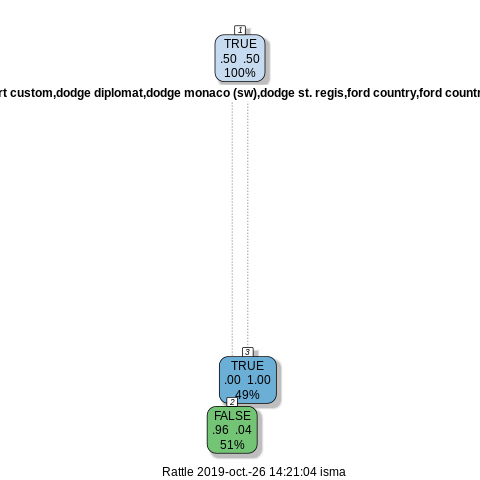 1
TRUE
.50 .50
100%
rt custom,dodge diplomat,dodge monaco (sw),dodge st. regis,ford country,ford countr
3
TRUE
.00 1.00
49%
2
FALSE
.96 .04
51%
Rattle 2019-oct.-26 14:21:04 isma